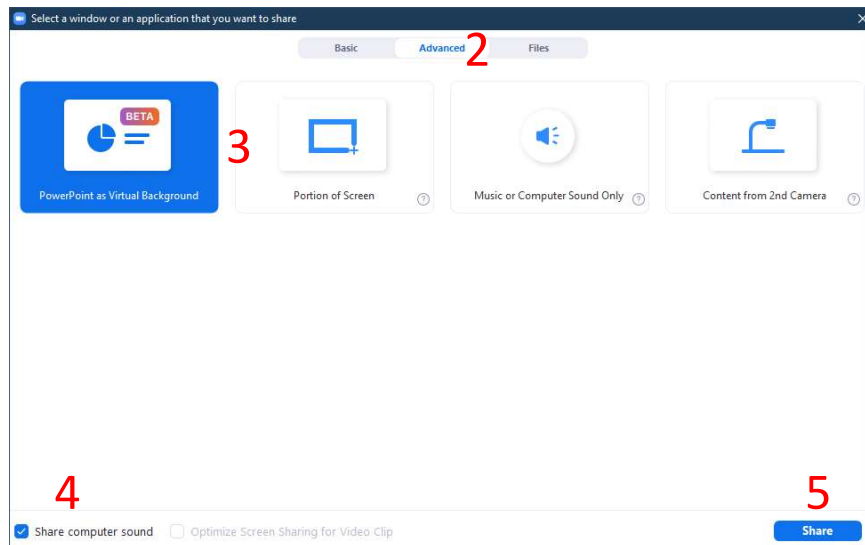 Select a window or an application that you want to share
Basic Advanced 2 Files
BETA
3
PowerPoint as Virtual Background Portion of Screen ? Music or Computer Sound Only ? Content from 2nd Camera ?
4 5
Share computer sound Optimize Screen Sharing for Video Clip Share